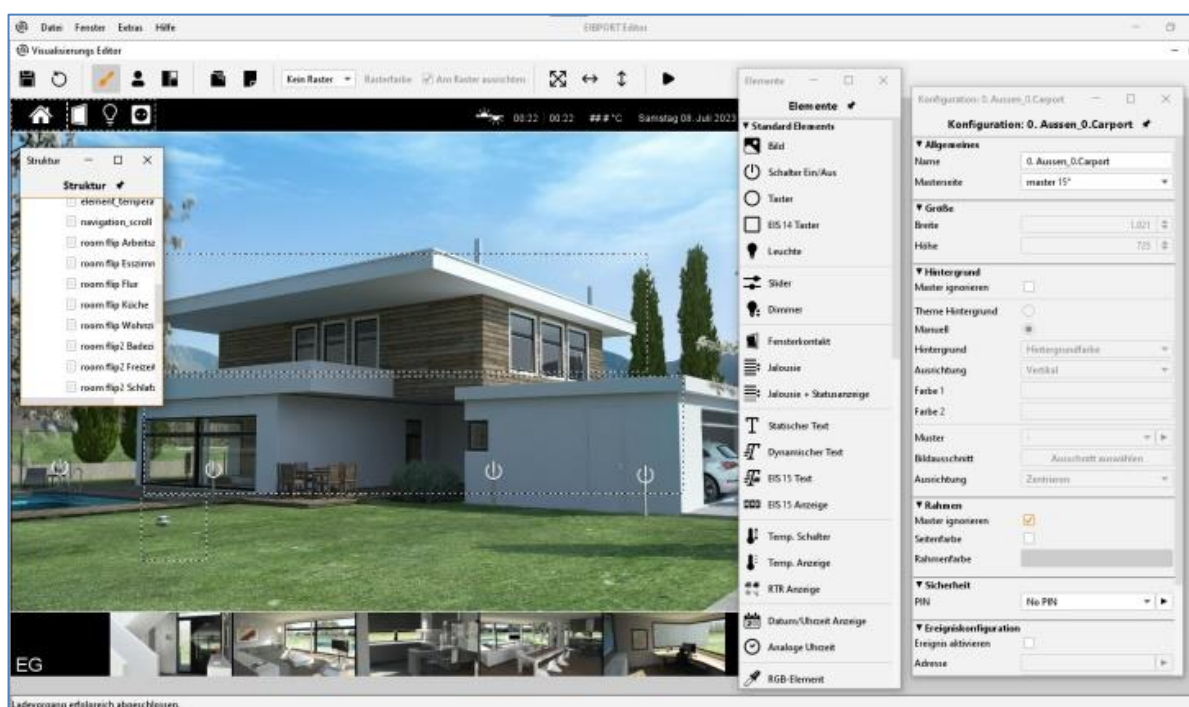 Datei Fenster Extras Hilfe
EIBPORT Editor
Visualisierungs Editor
Kein Raster Rasterfarbe Am Raster ausrichten
00:22 00:22 ##.#°C Samstag 08. Juli 2023
Struktur
Struktur
element_tempera
navigation_scroll
room flip Arbeitsz
room flip Esszimn
room flip Flur
room flip Küche
room flip Wohnzi
room flip2 Badezi
room flip2 Freizeit
room flip2 Schlafz
EG
Elemente
Elemente
Standard Elements
Bild
Schalter Ein/Aus
Taster
EIS 14 Taster
Leuchte
Slider
Dimmer
Fensterkontakt
Jalousie
Jalousie + Statusanzeige
Statischer Text
Dynamischer Text
EIS 15 Text
EIS 15 Anzeige
Temp. Schalter
Temp. Anzeige
RTR Anzeige
Datum/Uhrzeit Anzeige
Analoge Uhrzeit
RGB-Element
Konfiguration: 0. Aussen_0.Carport
Konfiguration: 0. Aussen_0.Carport
Allgemeines
Name 0. Aussen_0.Carport
Masterseite master 15"
Größe
Breite 1.021
Höhe 725
Hintergrund
Master ignorieren
Theme Hintergrund
Manuell
Hintergrund Hintergrundfarbe
Ausrichtung Vertikal
Farbe 1
Farbe 2
Muster
Bildausschnitt Ausschnitt auswählen
Ausrichtung Zentrieren
Rahmen
Master ignorieren
Seitenfarbe
Rahmenfarbe
Sicherheit
PIN No PIN
Ereigniskonfiguration
Ereignis aktivieren
Adresse
Ladevorgang erfolgreich abgeschlossen.